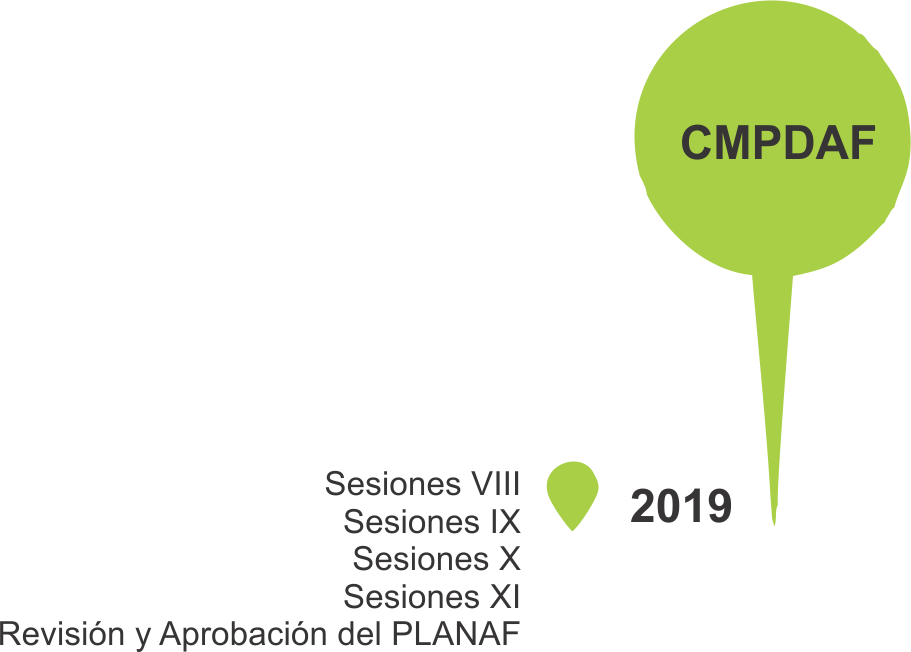 CMPDAF
Sesiones VIII
Sesiones IX
Sesiones X
Sesiones XI
Revisión y Aprobación del PLANAF
2019